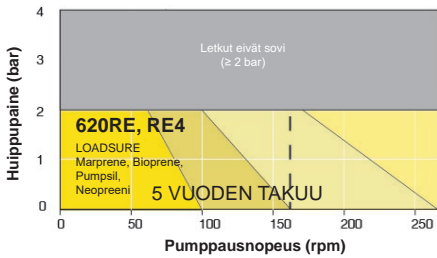 Huippupaine (bar)
4
3
2
1
0
Letkut eivät sovi
(≥ 2 bar)
620RE, RE4
LOADSURE
Marprene, Bioprene,
Pumpsil,
Neopreeni
5 VUODEN TAKUU
0 50 100 150 200 250
Pumppausnopeus (rpm)